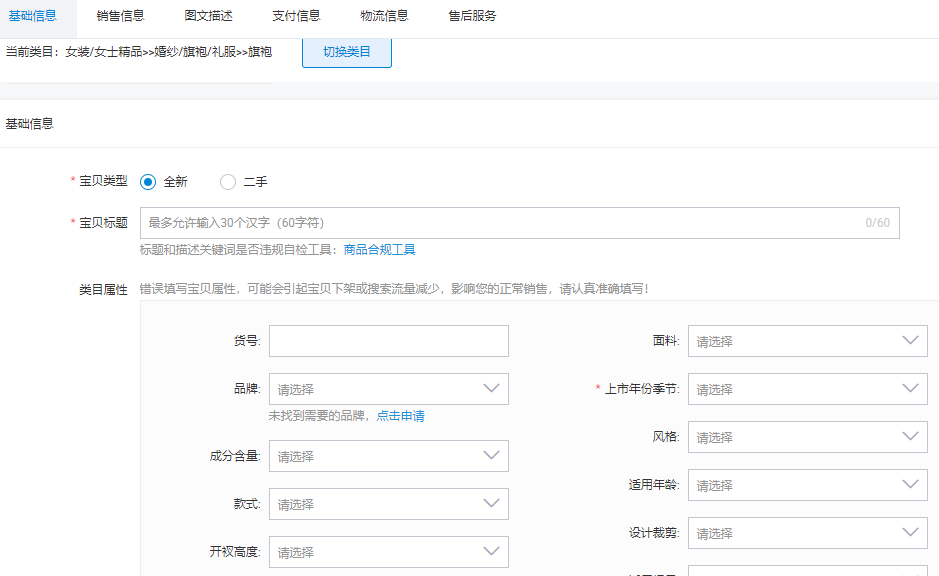 基础信息 销售信息 图文描述 支付信息 物流信息 售后服务
当前类目：女装/女士精品>>婚纱/旗袍/礼服>>旗袍 切换类目
基础信息
* 宝贝类型 全新 二手
* 宝贝标题 最多允许输入30个汉字（60字符） 0/60
标题和描述关键词是否违规自检工具：商品合规工具
类目属性 错误填写宝贝属性，可能会引起宝贝下架或搜索流量减少，影响您的正常销售，请认真准确填写！
货号: 面料: 请选择
品牌: 请选择 * 上市年份季节: 请选择
未找到需要的品牌，点击申请
风格: 请选择
成分含量: 请选择
适用年龄: 请选择
款式: 请选择
设计裁剪: 请选择
开衩高度: 请选择